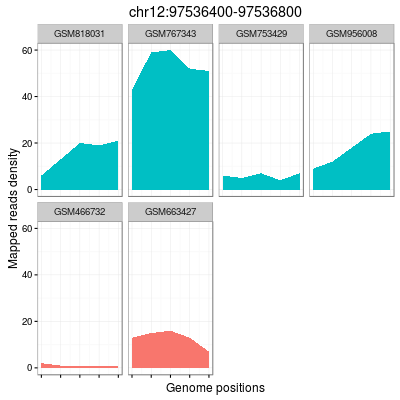 chr12:97536400-97536800
GSM818031 GSM767343 GSM753429 GSM956008
60
40
20
0
GSM466732 GSM663427
60
40
20
0
Mapped reads density
Genome positions